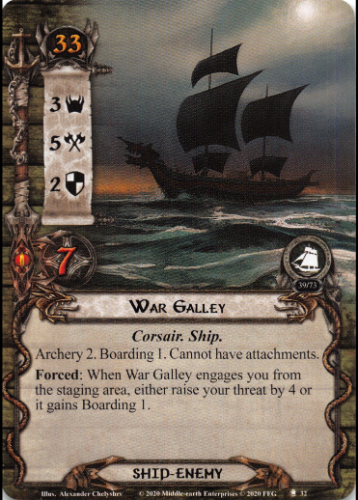 33
3
5
2
7
39/73
War Galley
Corsair. Ship.
Archery 2. Boarding 1. Cannot have attachments.
Forced: When War Galley engages you from
the staging area, either raise your threat by 4 or
it gains Boarding 1.
SHIP-ENEMY
Illus. Alexander Chelyshev © 2020 Middle-earth Enterprises © 2020 FFG 32